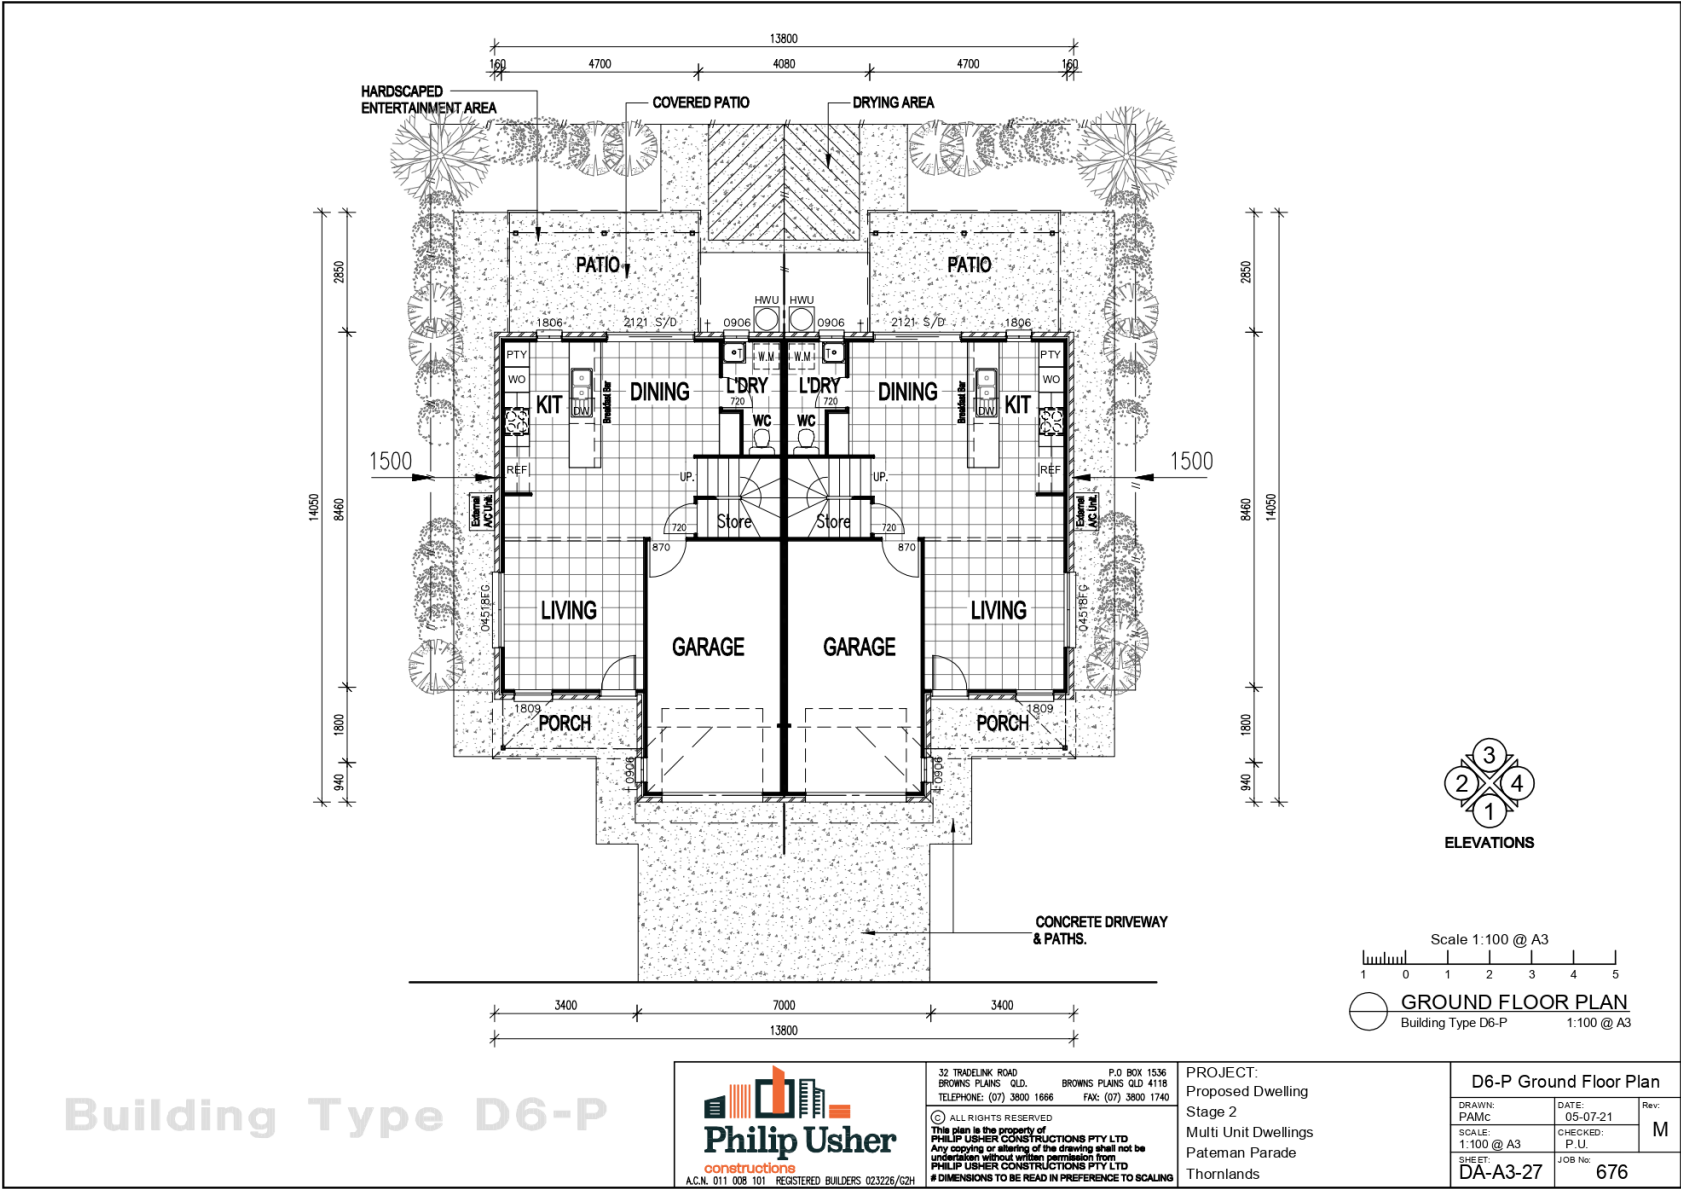 13800
160 4700 4080 4700 160
HARDSCAPED
ENTERTAINMENT AREA
COVERED PATIO
DRYING AREA
PATIO
PATIO
2850
2850
HWU HWU
1806 2121 S/D 0906 0906 2121 S/D 1806
PTY
WO
KIT
DW
Breakfast Bar
DINING
T
W.M
L'DRY
720
WC
REF
W.M
T
L'DRY
720
WC
DINING
Breakfast Bar
DW
KIT
PTY
WO
REF
1500
1500
UP.
UP.
External
A/C Unit.
External
A/C Unit.
14050
8460
8460
14050
Store
720
870
Store
720
870
04518FG
04518FG
LIVING
LIVING
GARAGE
GARAGE
1809
PORCH
1809
PORCH
1800
1800
0906
0906
940
940
3
2 4
1
ELEVATIONS
CONCRETE DRIVEWAY
& PATHS.
Scale 1:100 @ A3
1 0 1 2 3 4 5
GROUND FLOOR PLAN
Building Type D6-P 1:100 @ A3
3400 7000 3400
13800
Building Type D6-P
Philip Usher
constructions
A.C.N. 011 008 101 REGISTERED BUILDERS 023226/G2H
32 TRADELINK ROAD P.O BOX 1536
BROWNS PLAINS QLD. BROWNS PLAINS QLD 4118
TELEPHONE: (07) 3800 1666 FAX: (07) 3800 1740
© ALL RIGHTS RESERVED
This plan is the property of
PHILIP USHER CONSTRUCTIONS PTY LTD
Any copying or altering of the drawing shall not be
undertaken without written permission from
PHILIP USHER CONSTRUCTIONS PTY LTD
# DIMENSIONS TO BE READ IN PREFERENCE TO SCALING
PROJECT:
Proposed Dwelling
Stage 2
Multi Unit Dwellings
Pateman Parade
Thornlands
D6-P Ground Floor Plan
DRAWN:
PAMc
DATE:
05-07-21
Rev:
M
SCALE:
1:100 @ A3
CHECKED:
P.U.
SHEET:
DA-A3-27
JOB No:
676